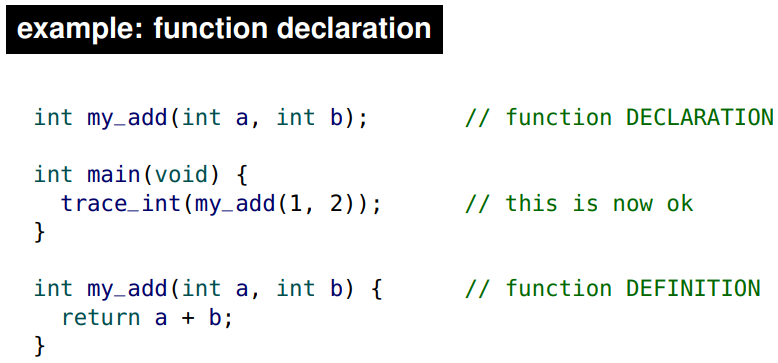 example: function declaration
int my_add(int a, int b); // function DECLARATION
int main(void) {
trace_int(my_add(1, 2)); // this is now ok
}
int my_add(int a, int b) { // function DEFINITION
return a + b;
}